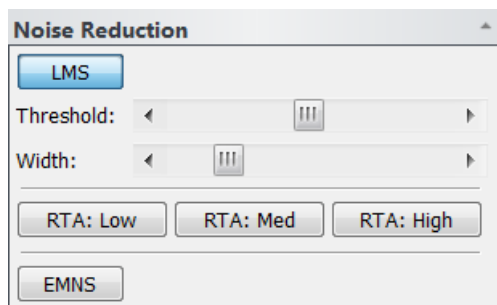 Noise Reduction
LMS
Threshold:
Width:
RTA: Low RTA: Med RTA: High
EMNS